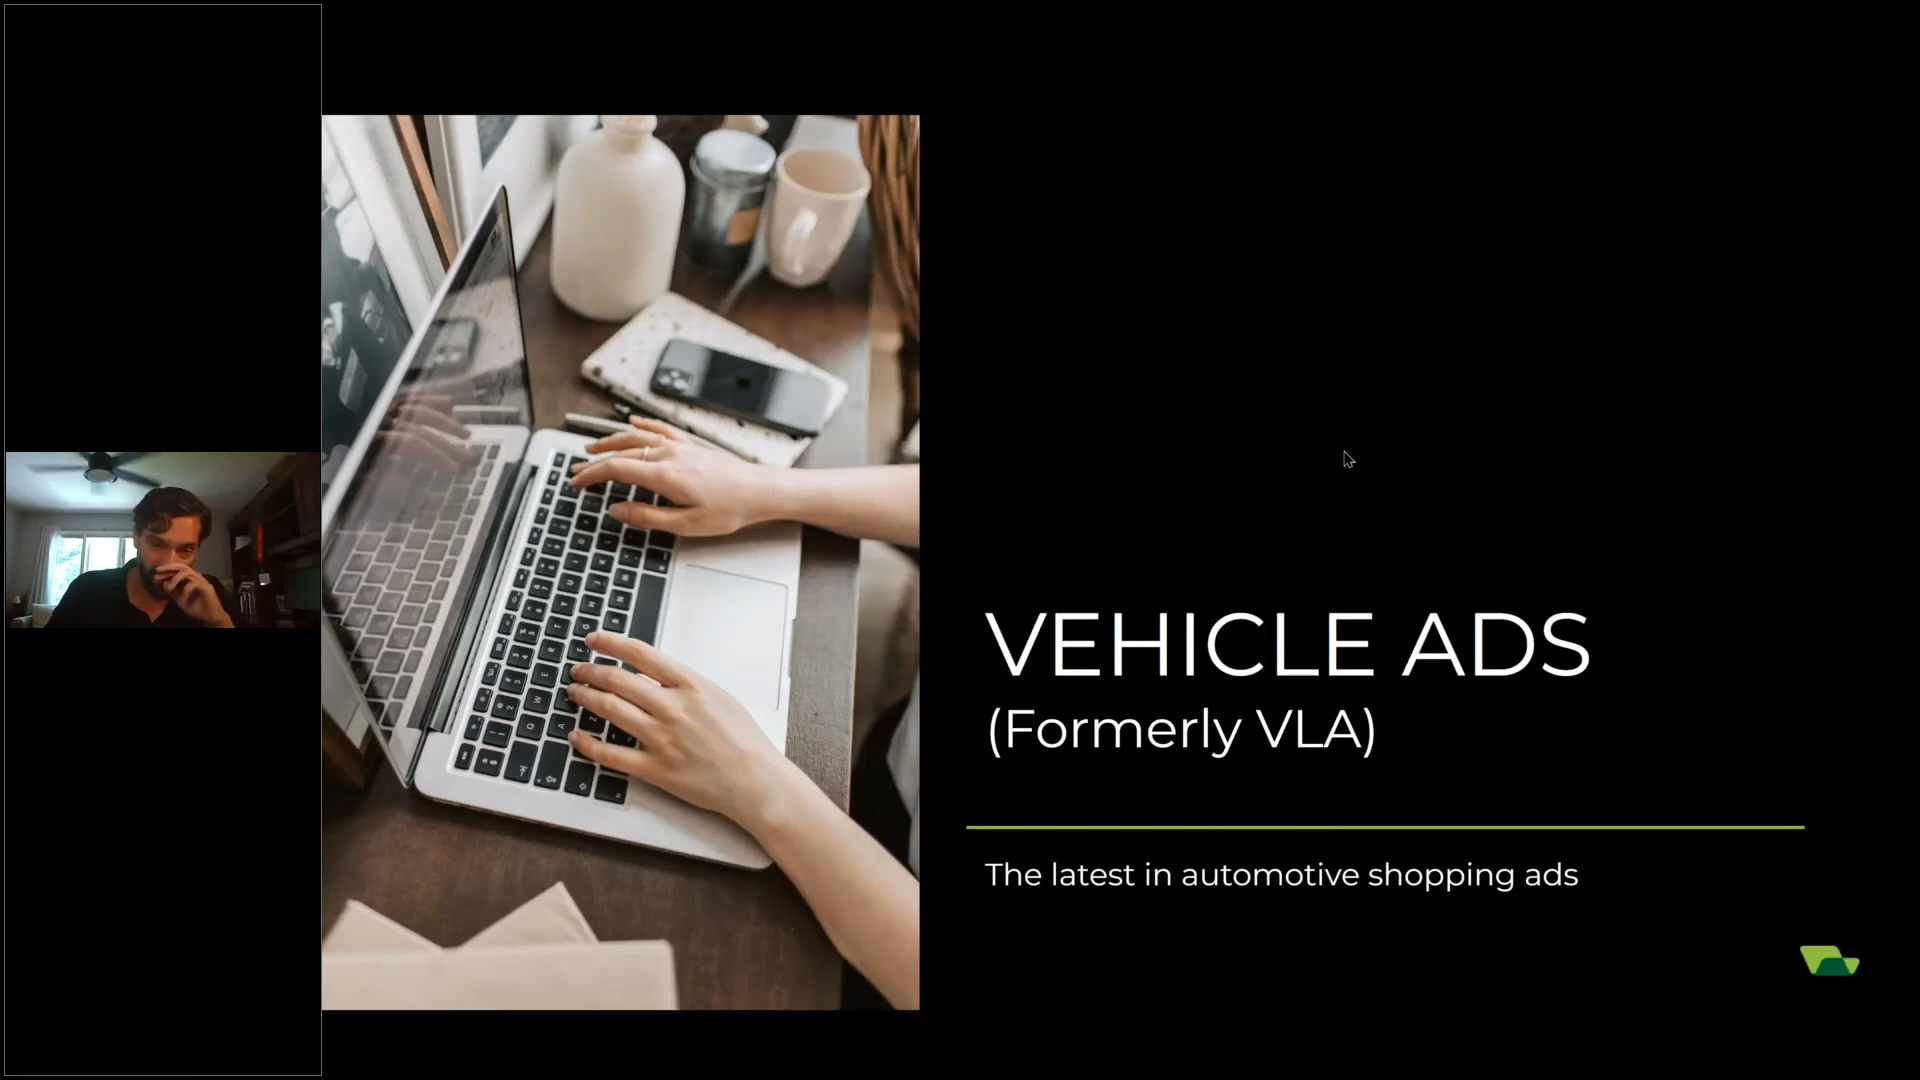 VEHICLE ADS
(Formerly VLA)
The latest in automotive shopping ads